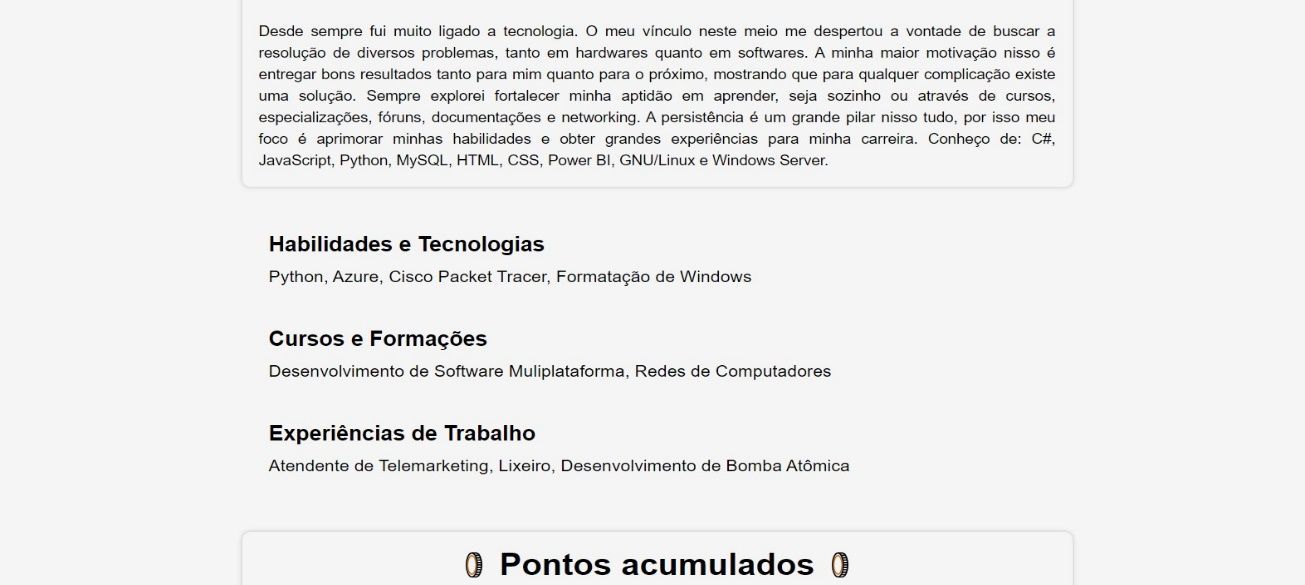 Desde sempre fui muito ligado a tecnologia. O meu vínculo neste meio me despertou a vontade de buscar a
resolução de diversos problemas, tanto em hardwares quanto em softwares. A minha maior motivação nisso é
entregar bons resultados tanto para mim quanto para o próximo, mostrando que para qualquer complicação existe
uma solução. Sempre explorei fortalecer minha aptidão em aprender, seja sozinho ou através de cursos,
especializações, fóruns, documentações e networking. A persistência é um grande pilar nisso tudo, por isso meu
foco é aprimorar minhas habilidades e obter grandes experiências para minha carreira. Conheço de: C#,
JavaScript, Python, MySQL, HTML, CSS, Power BI, GNU/Linux e Windows Server.
Habilidades e Tecnologias
Python, Azure, Cisco Packet Tracer, Formatação de Windows
Cursos e Formações
Desenvolvimento de Software Muliplataforma, Redes de Computadores
Experiências de Trabalho
Atendente de Telemarketing, Lixeiro, Desenvolvimento de Bomba Atômica
Pontos acumulados